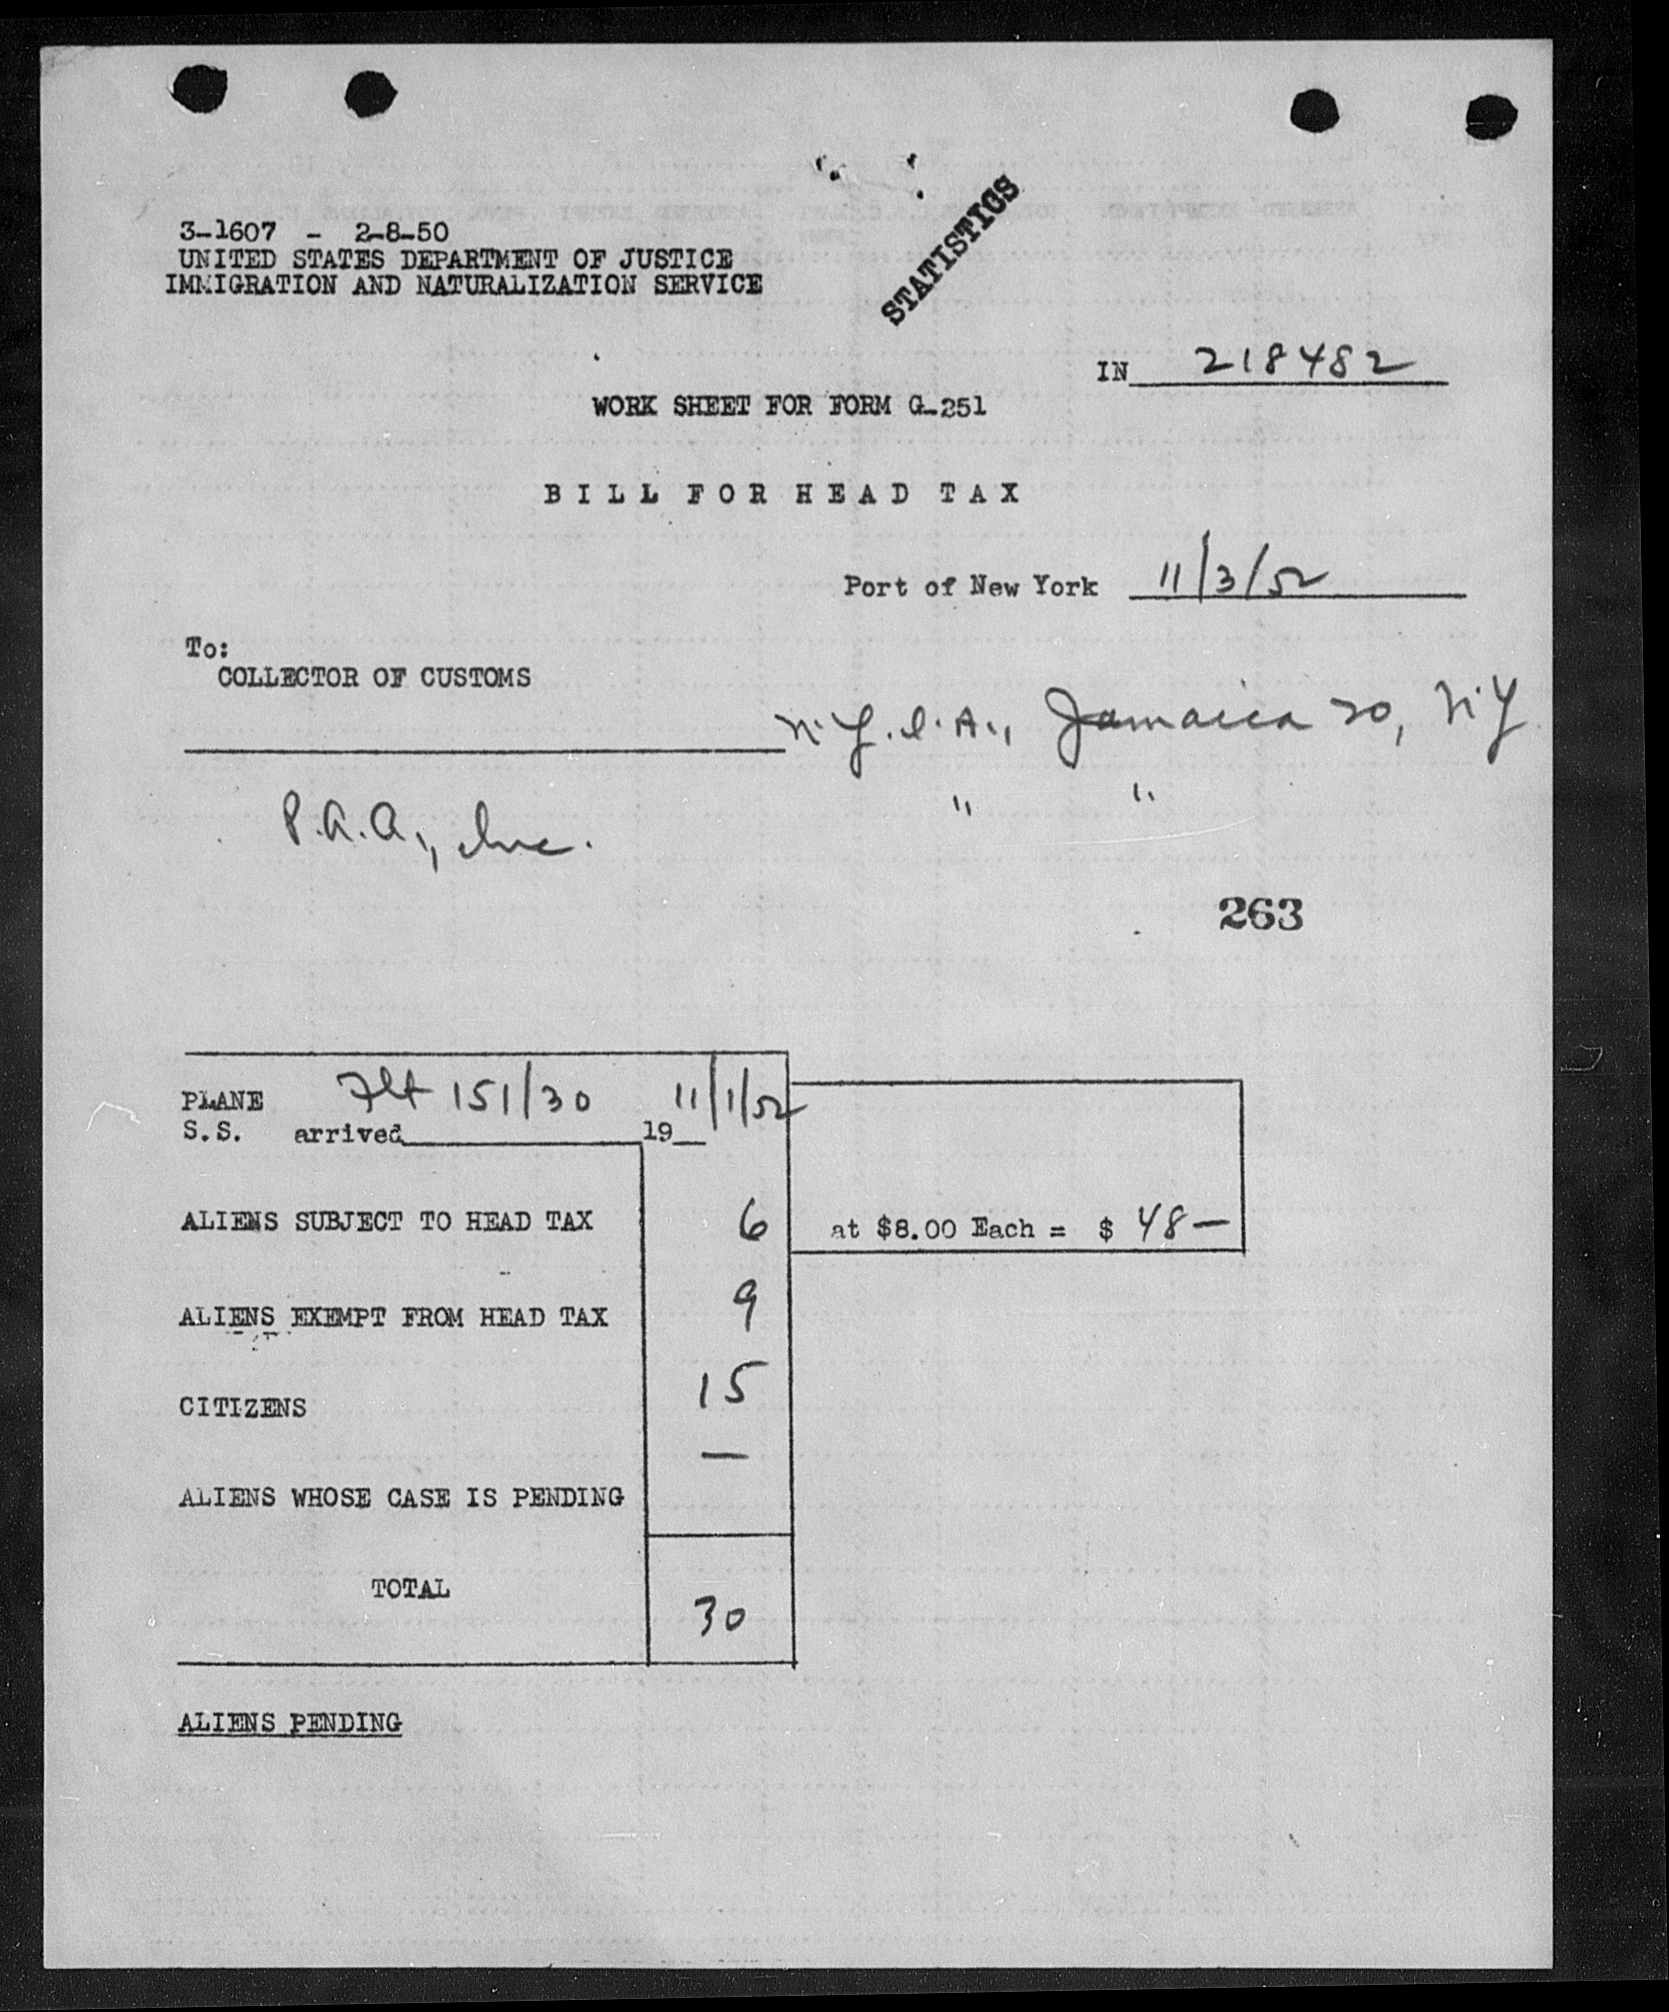 STATISTICS
3-1607 - 2-8-50
UNITED STATES DEPARTMENT OF JUSTICE
IMMIGRATION AND NATURALIZATION SERVICE
IN 218482
WORK SHEET FOR FORM G-251
BILL FOR HEAD TAX
Port of New York 11/3/52
To:
COLLECTOR OF CUSTOMS
N.Y.I.A., Jamaica 20, N.Y.
P.A.A., Inc. " "
263
PLANE Flt 151/30 11/1/52
S.S. arrived 19
ALIENS SUBJECT TO HEAD TAX 6 at $8.00 Each = $ 48—
ALIENS EXEMPT FROM HEAD TAX 9
CITIZENS 15
ALIENS WHOSE CASE IS PENDING —
TOTAL 30
ALIENS PENDING